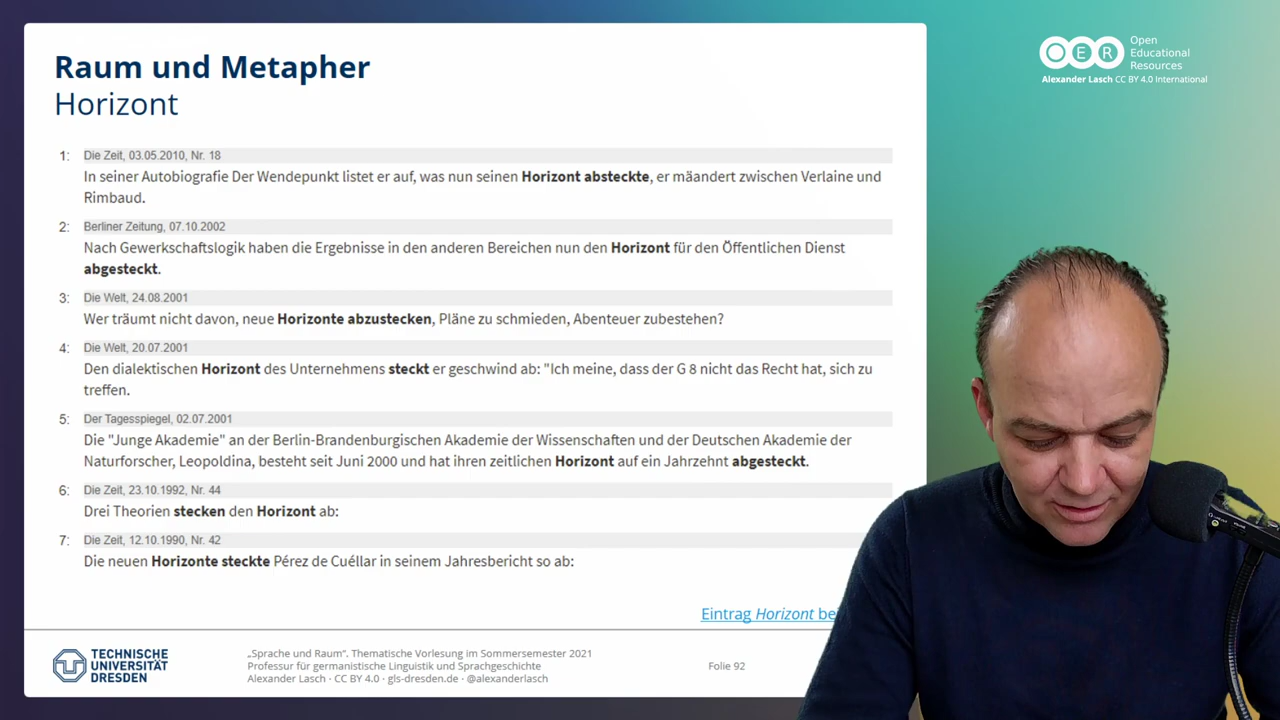 Raum und Metapher
Horizont
1: Die Zeit, 03.05.2010, Nr. 18
In seiner Autobiografie Der Wendepunkt listet er auf, was nun seinen Horizont absteckte, er mäandert zwischen Verlaine und
Rimbaud.
2: Berliner Zeitung, 07.10.2002
Nach Gewerkschaftslogik haben die Ergebnisse in den anderen Bereichen nun den Horizont für den Öffentlichen Dienst
abgesteckt.
3: Die Welt, 24.08.2001
Wer träumt nicht davon, neue Horizonte abzustecken, Pläne zu schmieden, Abenteuer zubestehen?
4: Die Welt, 20.07.2001
Den dialektischen Horizont des Unternehmens steckt er geschwind ab: "Ich meine, dass der G 8 nicht das Recht hat, sich zu
treffen.
5: Der Tagesspiegel, 02.07.2001
Die "Junge Akademie" an der Berlin-Brandenburgischen Akademie der Wissenschaften und der Deutschen Akademie der
Naturforscher, Leopoldina, besteht seit Juni 2000 und hat ihren zeitlichen Horizont auf ein Jahrzehnt abgesteckt.
6: Die Zeit, 23.10.1992, Nr. 44
Drei Theorien stecken den Horizont ab:
7: Die Zeit, 12.10.1990, Nr. 42
Die neuen Horizonte steckte Pérez de Cuéllar in seinem Jahresbericht so ab:
Eintrag Horizont
TECHNISCHE
UNIVERSITÄT
DRESDEN
„Sprache und Raum“. Thematische Vorlesung im Sommersemester 2021
Professur für germanistische Linguistik und Sprachgeschichte
Alexander Lasch · CC BY 4.0 · gls-dresden.de · @alexanderlasch
Folie 92
OER
Open
Educational
Resources
Alexander Lasch CC BY 4.0 International